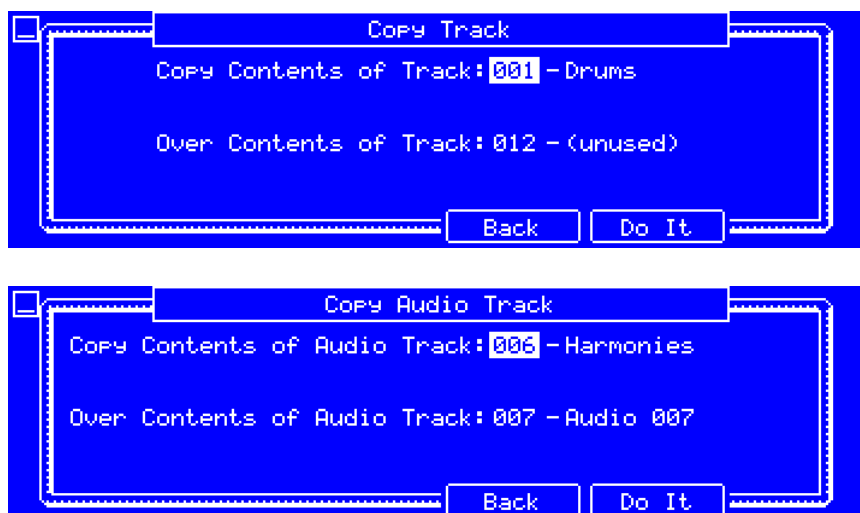 Copy Track
Copy Contents of Track:001-Drums
Over Contents of Track:012-(unused)
Back Do It
Copy Audio Track
Copy Contents of Audio Track:006-Harmonies
Over Contents of Audio Track:007-Audio 007
Back Do It